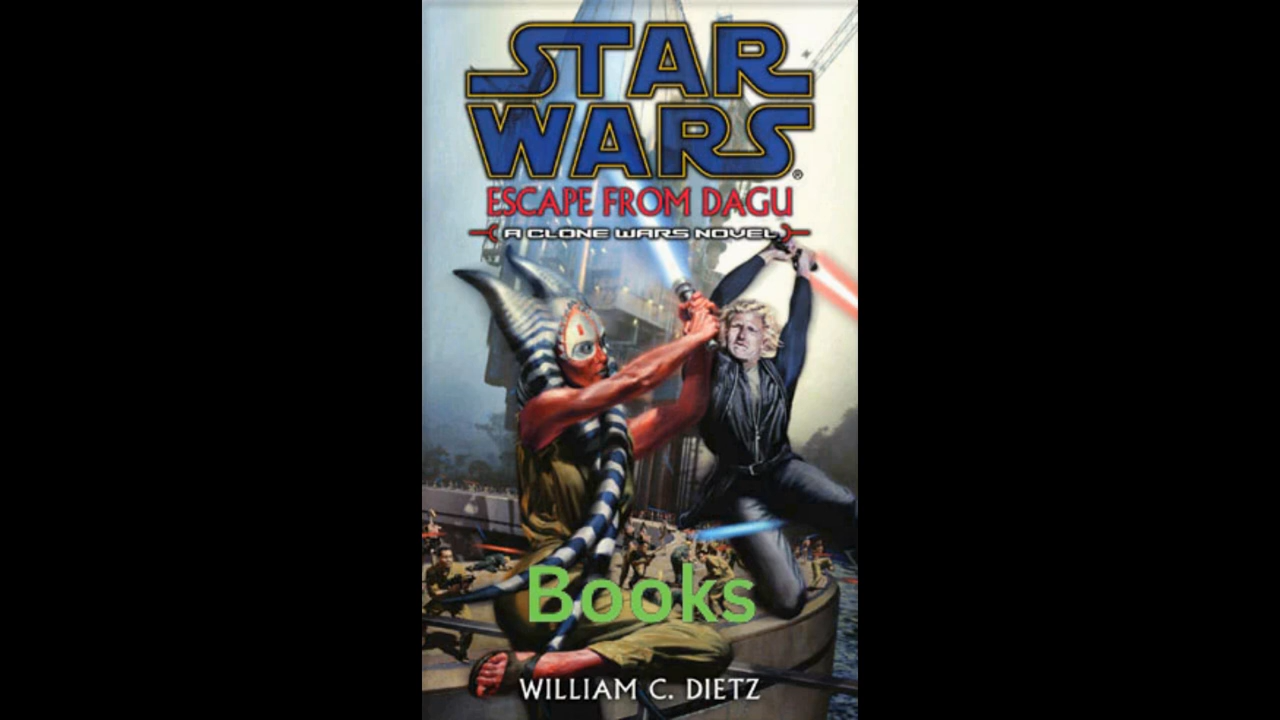 STAR
WARS®
ESCAPE FROM DAGU
A CLONE WARS NOVEL
Books
WILLIAM C. DIETZ